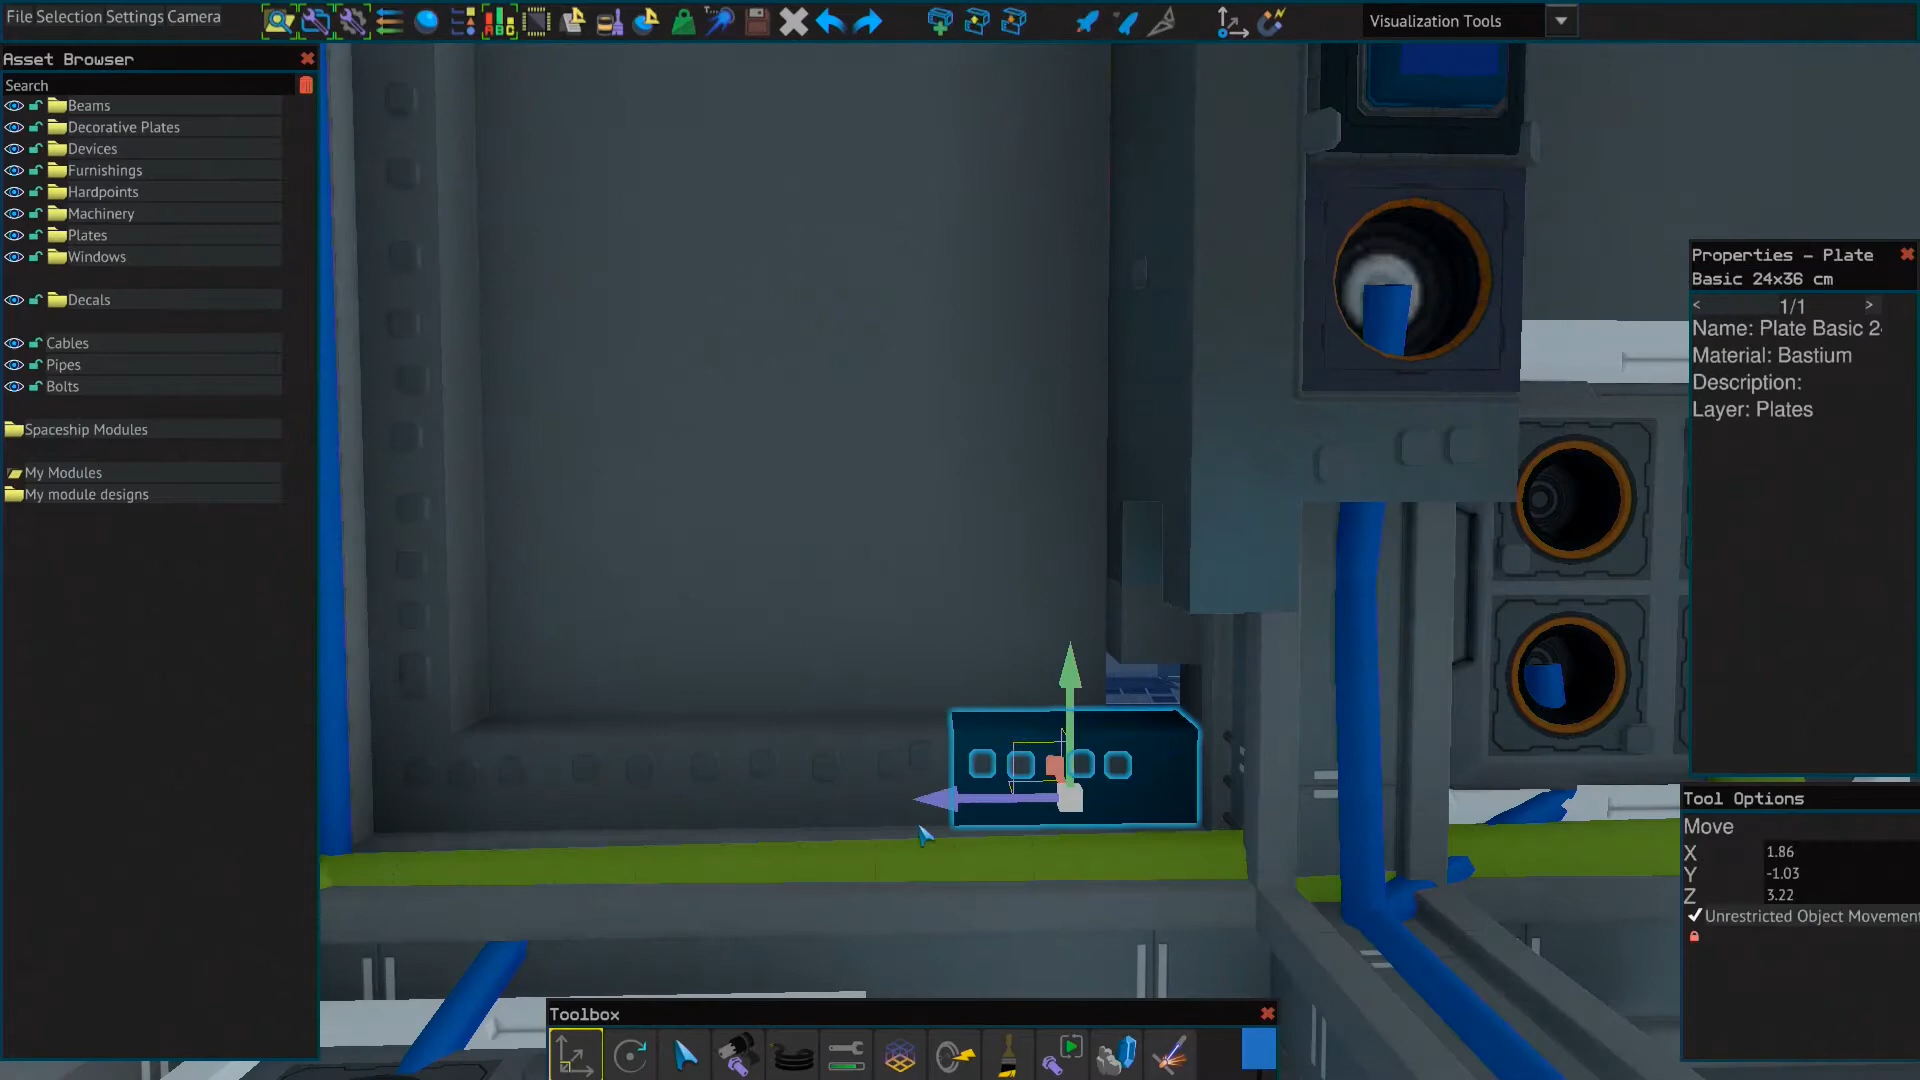 File Selection Settings Camera
Visualization Tools
Asset Browser
Search
Beams
Decorative Plates
Devices
Furnishings
Hardpoints
Machinery
Plates
Windows
Decals
Cables
Pipes
Bolts
Spaceship Modules
My Modules
My module designs
Properties - Plate
Basic 24x36 cm
< 1/1 >
Name: Plate Basic 2
Material: Bastium
Description:
Layer: Plates
Tool Options
Move
X 1.86
Y -1.03
Z 3.22
Unrestricted Object Movement
Toolbox
ABC